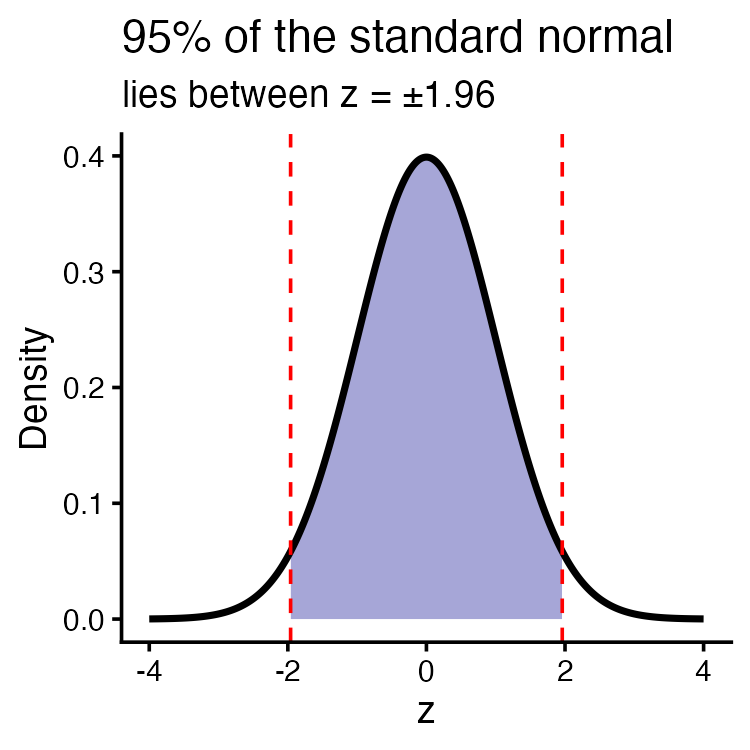 95% of the standard normal
lies between z = ±1.96
Density
0.4
0.3
0.2
0.1
0.0
-4 -2 0 2 4
z